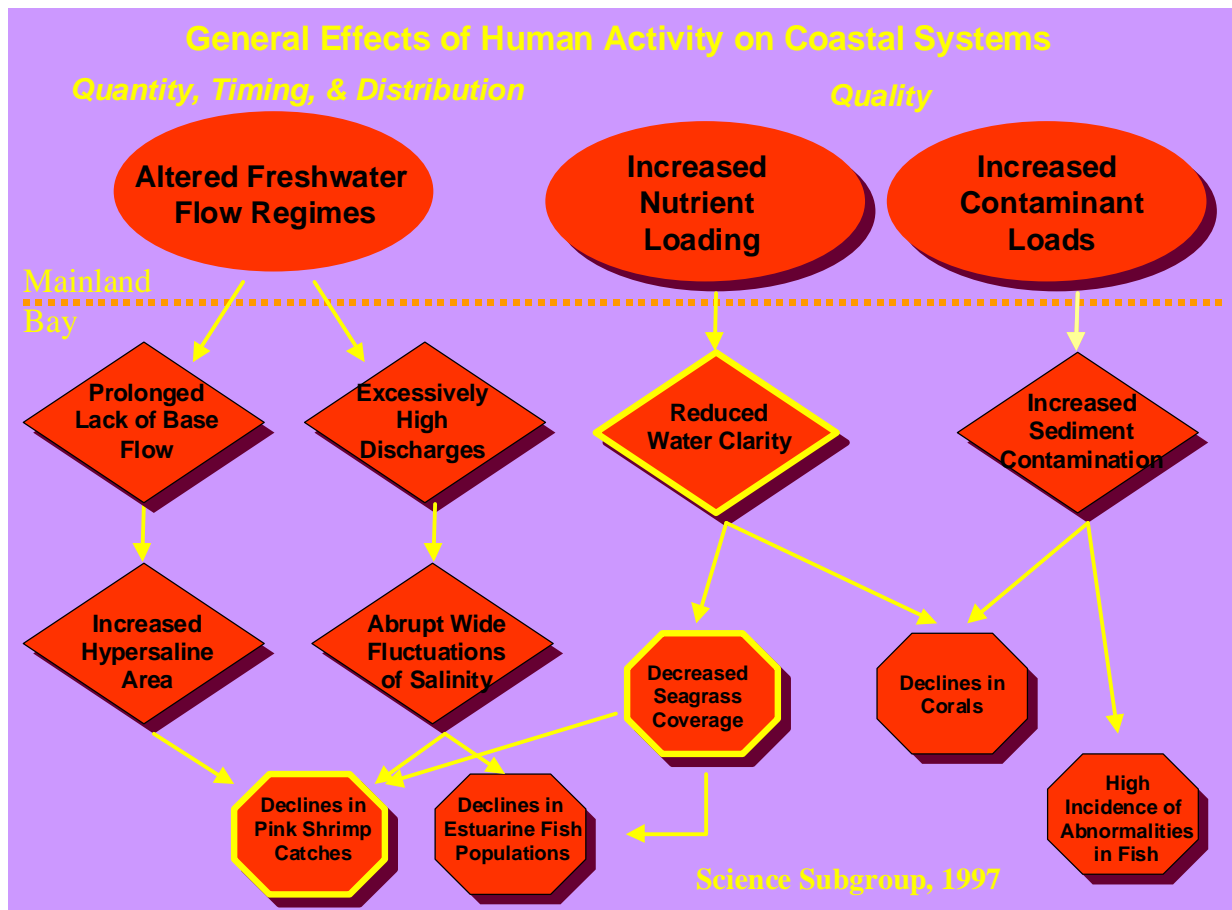 General Effects of Human Activity on Coastal Systems
Quantity, Timing, & Distribution
Quality
Altered Freshwater
Flow Regimes
Increased
Nutrient
Loading
Increased
Contaminant
Loads
Mainland
Bay
Prolonged
Lack of Base
Flow
Excessively
High
Discharges
Reduced
Water Clarity
Increased
Sediment
Contamination
Increased
Hypersaline
Area
Abrupt Wide
Fluctuations
of Salinity
Decreased
Seagrass
Coverage
Declines in
Corals
Declines in
Pink Shrimp
Catches
Declines in
Estuarine Fish
Populations
High
Incidence of
Abnormalities
in Fish
Science Subgroup, 1997